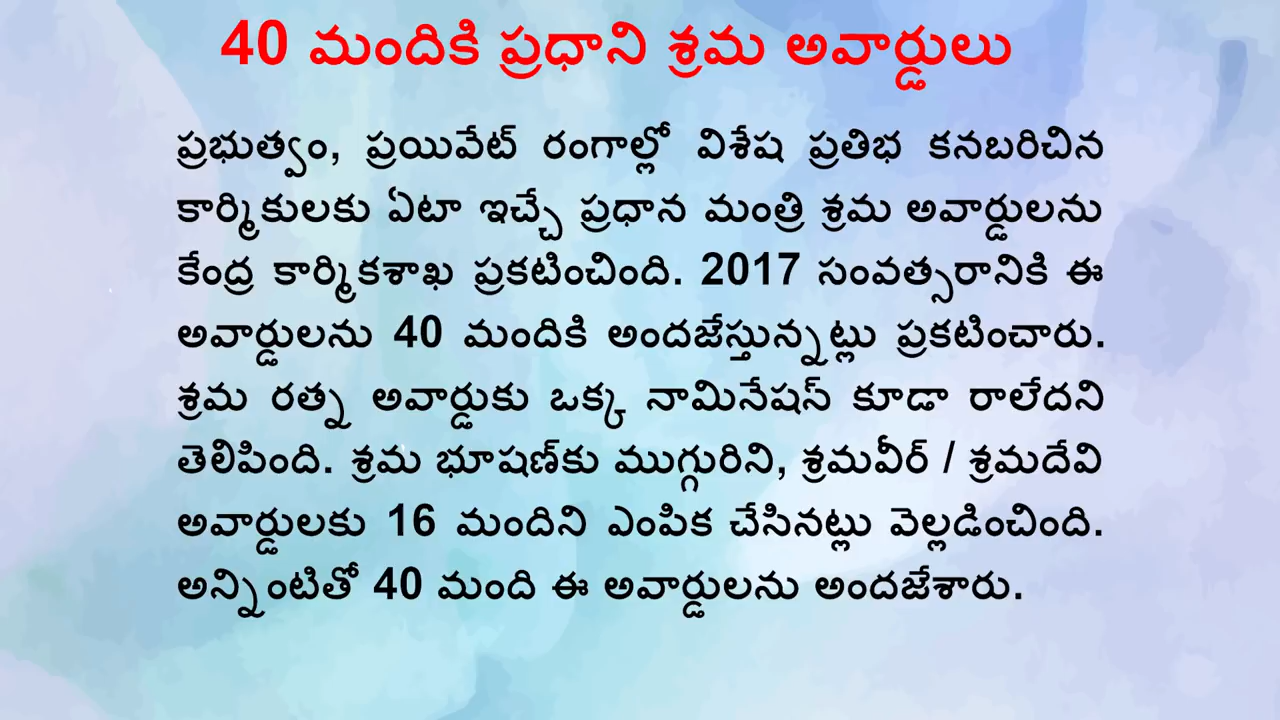 40 మందికి ప్రధాని శ్రమ అవార్డులు
ప్రభుత్వం, ప్రయివేట్ రంగాల్లో విశేష ప్రతిభ కనబరిచిన
కార్మికులకు ఏటా ఇచ్చే ప్రధాన మంత్రి శ్రమ అవార్డులను
కేంద్ర కార్మికశాఖ ప్రకటించింది. 2017 సంవత్సరానికి ఈ
అవార్డులను 40 మందికి అందజేస్తున్నట్లు ప్రకటించారు.
శ్రమ రత్న అవార్డుకు ఒక్క నామినేషస్ కూడా రాలేదని
తెలిపింది. శ్రమ భూషణ్‌కు ముగ్గురిని, శ్రమవీర్ / శ్రమదేవి
అవార్డులకు 16 మందిని ఎంపిక చేసినట్లు వెల్లడించింది.
అన్నింటితో 40 మంది ఈ అవార్డులను అందజేశారు.